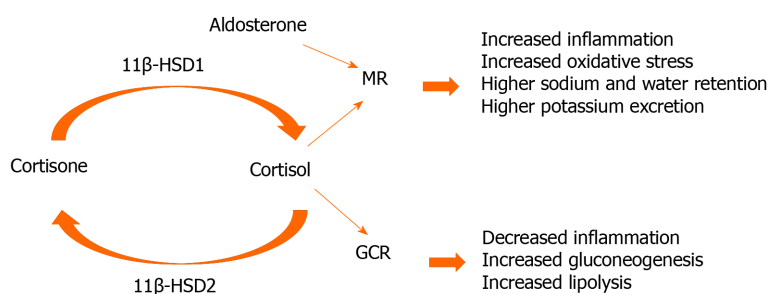 Aldosterone
11β-HSD1
MR
Increased inflammation
Increased oxidative stress
Higher sodium and water retention
Higher potassium excretion
Cortisone
Cortisol
GCR
Decreased inflammation
Increased gluconeogenesis
Increased lipolysis
11β-HSD2